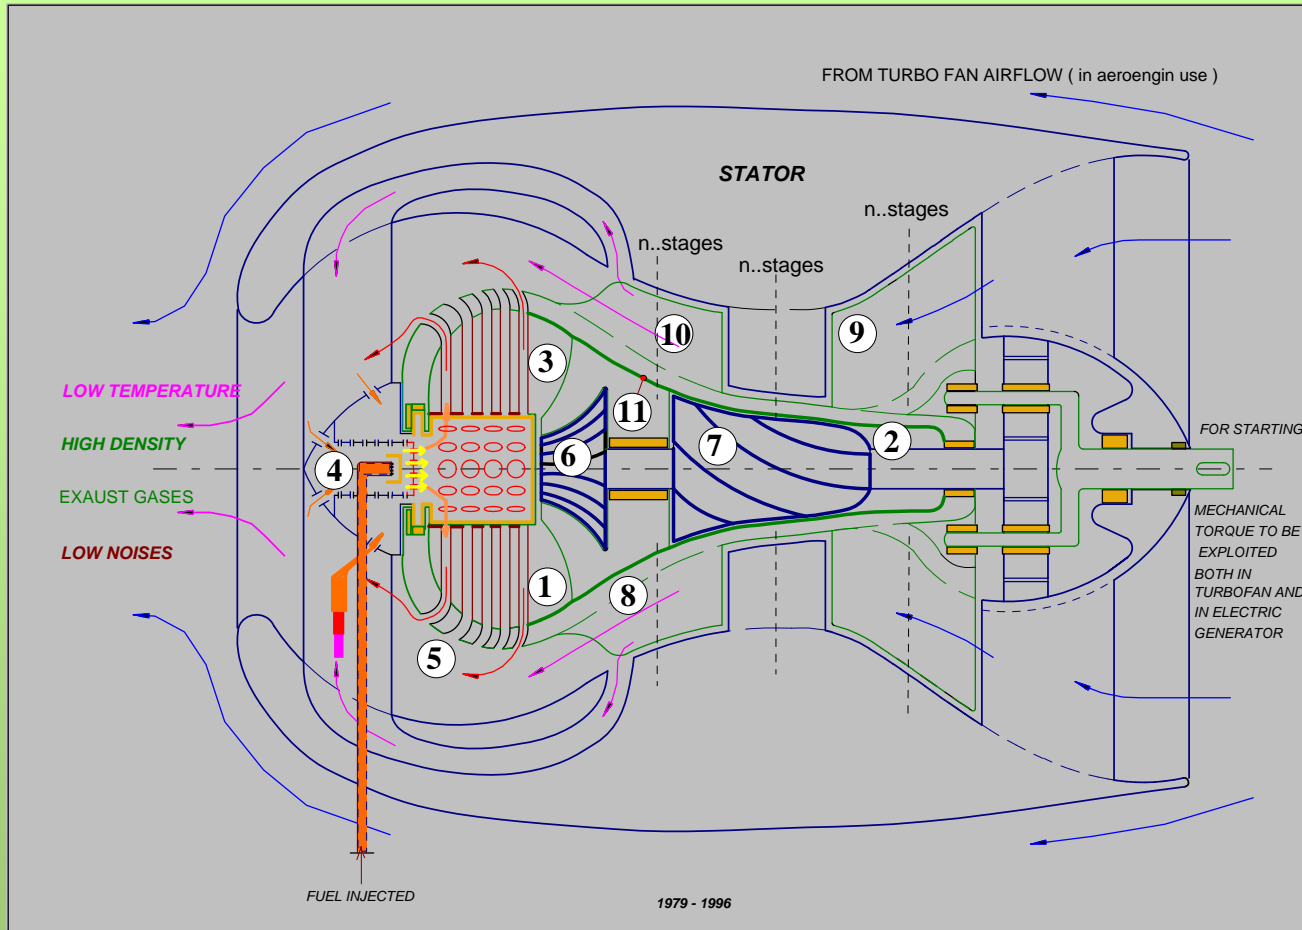 FROM TURBO FAN AIRFLOW ( in aeroengin use )
STATOR
n..stages
n..stages
n..stages
10
9
3
11
LOW TEMPERATURE
HIGH DENSITY
EXAUST GASES
LOW NOISES
4
6
7
2
FOR STARTING
MECHANICAL
TORQUE TO BE
EXPLOITED
BOTH IN
TURBOFAN AND
IN ELECTRIC
GENERATOR
1
8
5
FUEL INJECTED
1979 - 1996